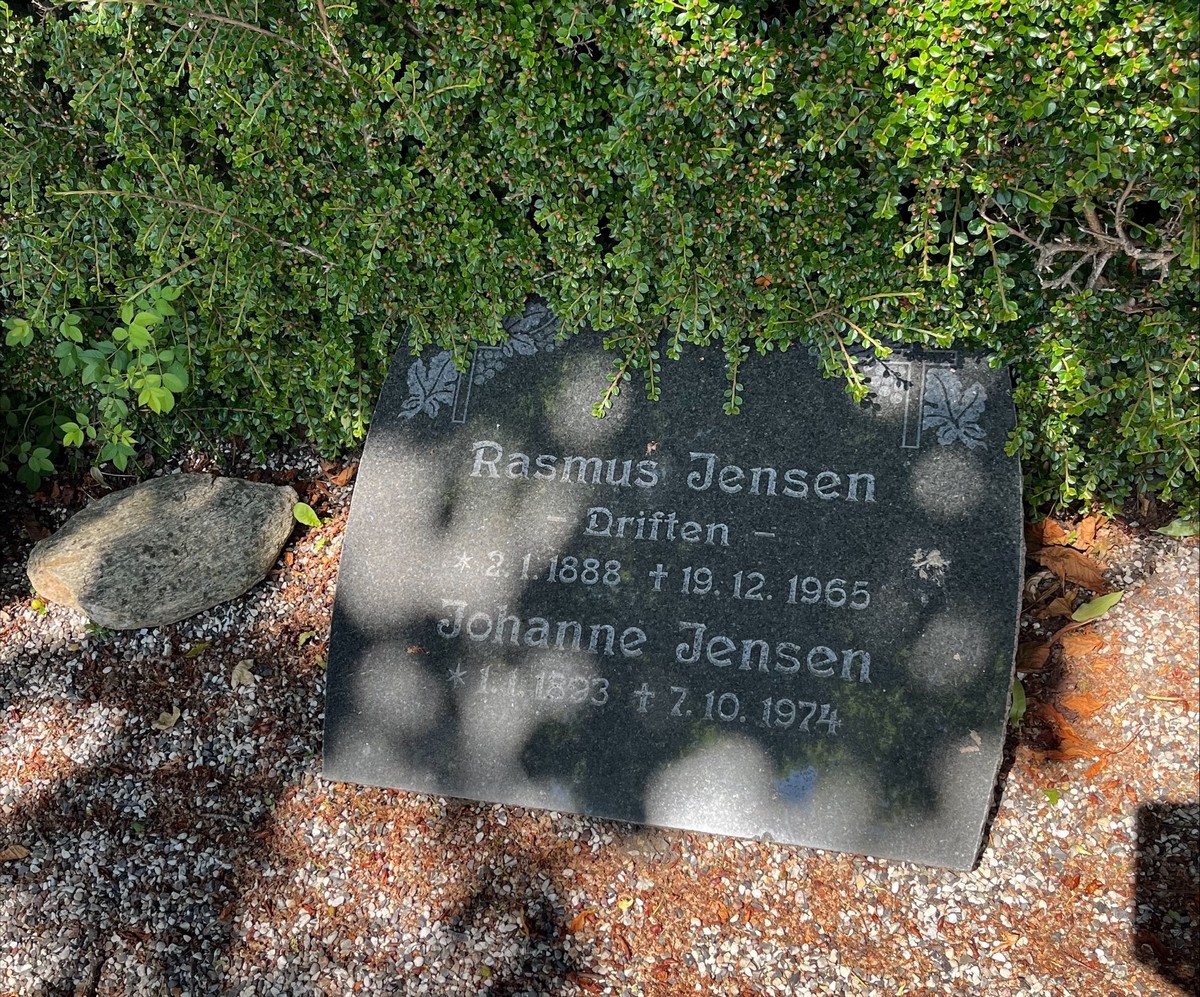 Rasmus Jensen
- Driften -
* 2. 1. 1888 † 19. 12. 1965
Johanne Jensen
* 1. 1. 1893 † 7. 10. 1974